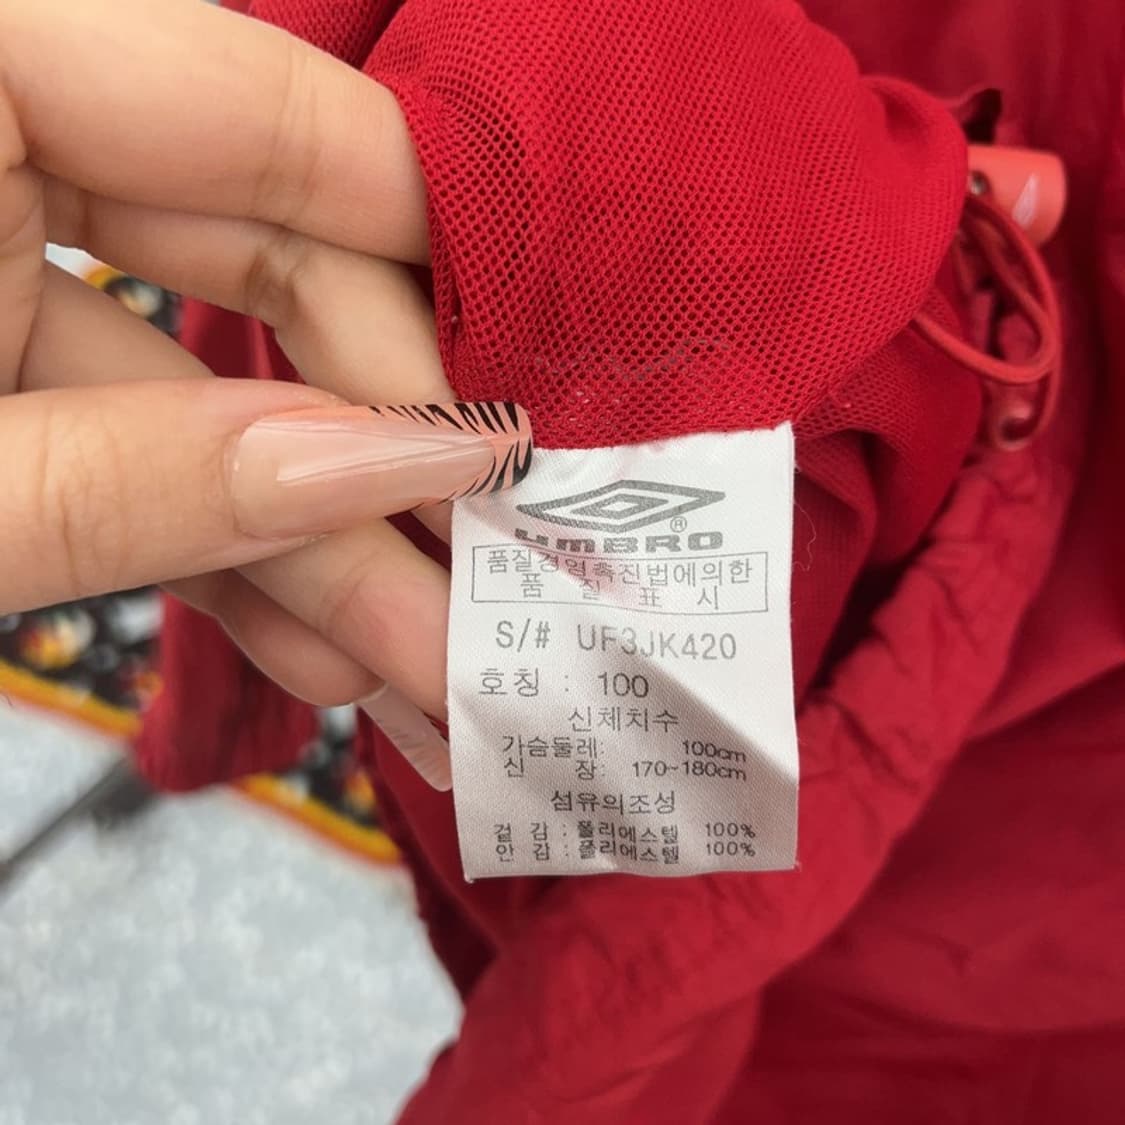 UMBRO ®
품질경영촉진법에의한
품 질 표 시
S/# UF3JK420
호칭 : 100
신체치수
가슴둘레: 100cm
신 장: 170~180cm
섬유의조성
겉 감 : 폴리에스텔 100%
안 감 : 폴리에스텔 100%